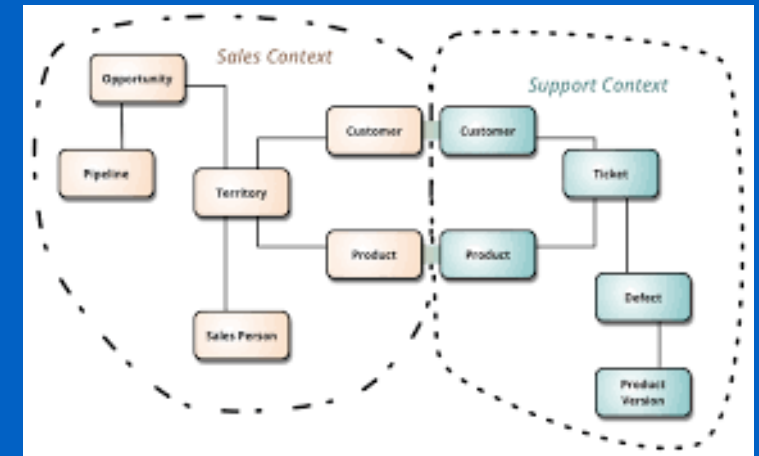 Sales Context
Opportunity
Pipeline
Territory
Customer
Product
Sales Person
Support Context
Customer
Ticket
Product
Defect
Product
Version